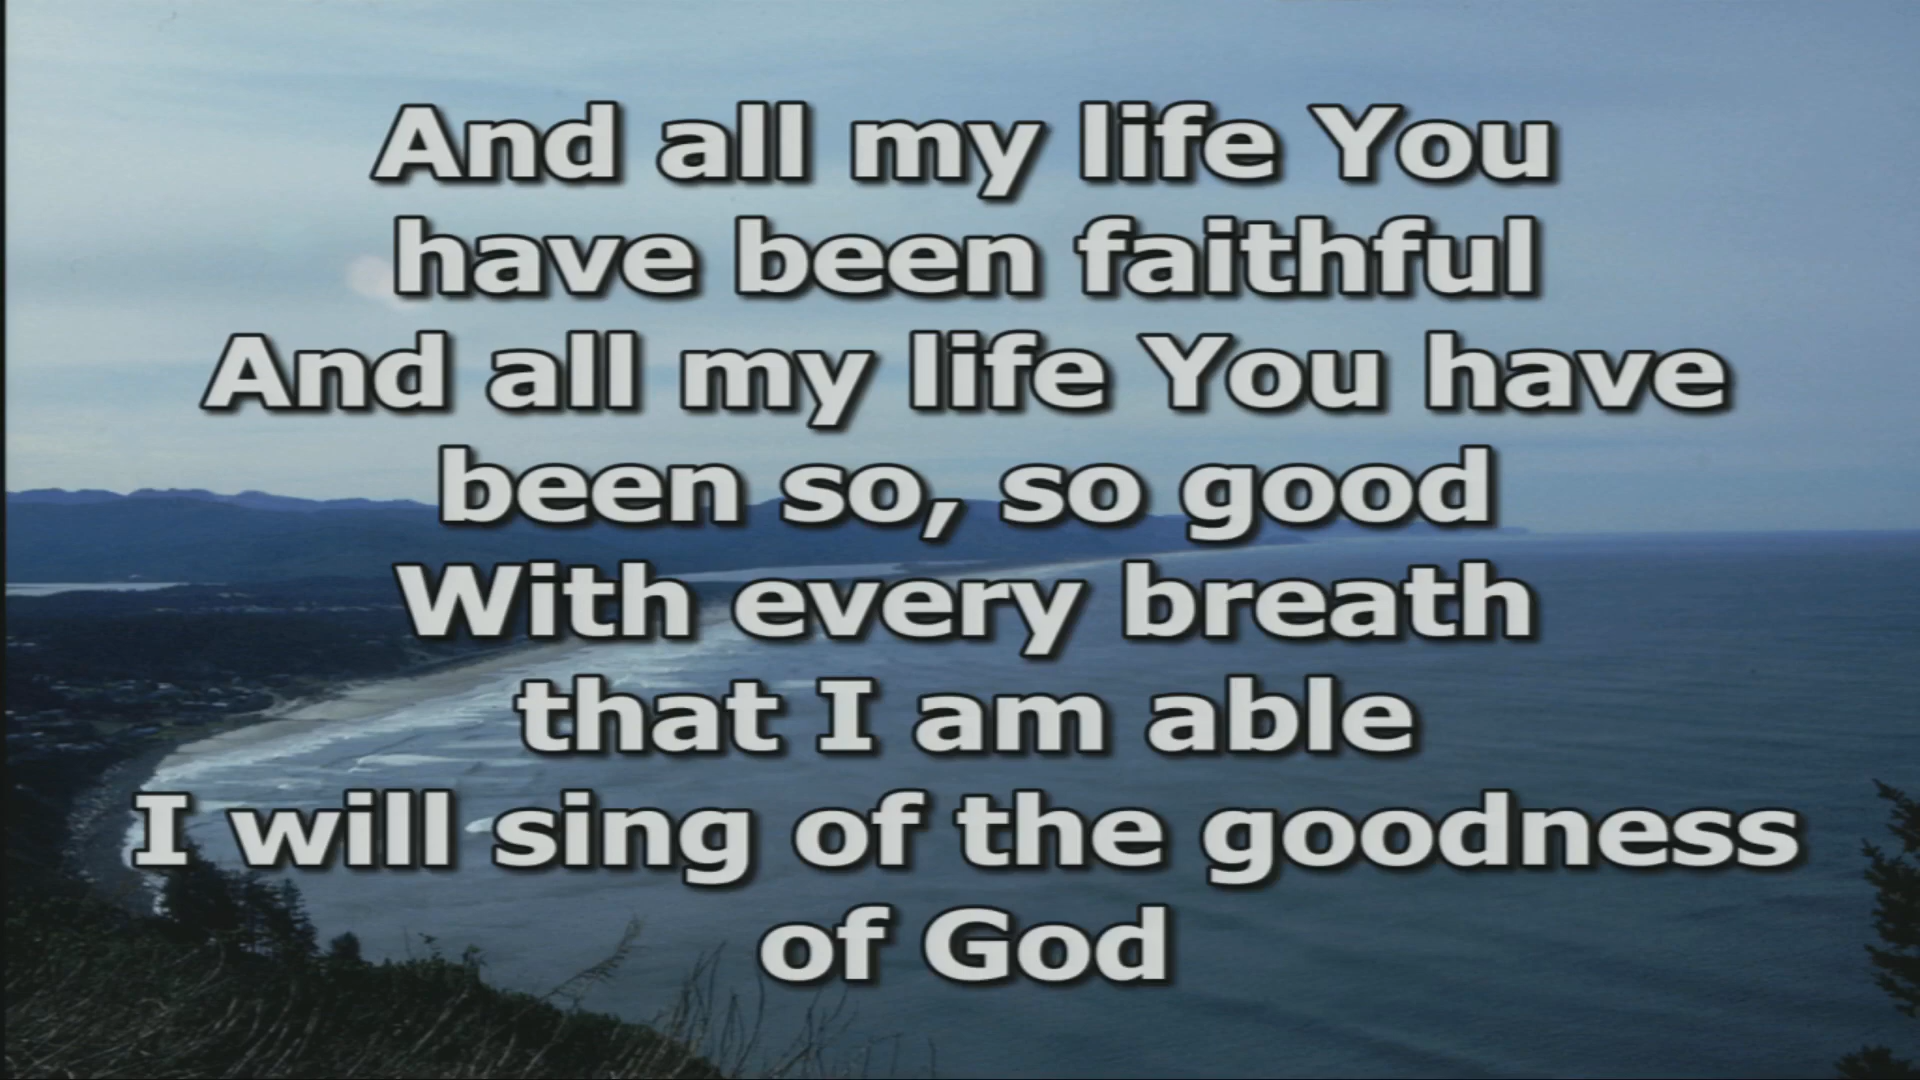 And all my life You
have been faithful
And all my life You have
been so, so good
With every breath
that I am able
I will sing of the goodness
of God